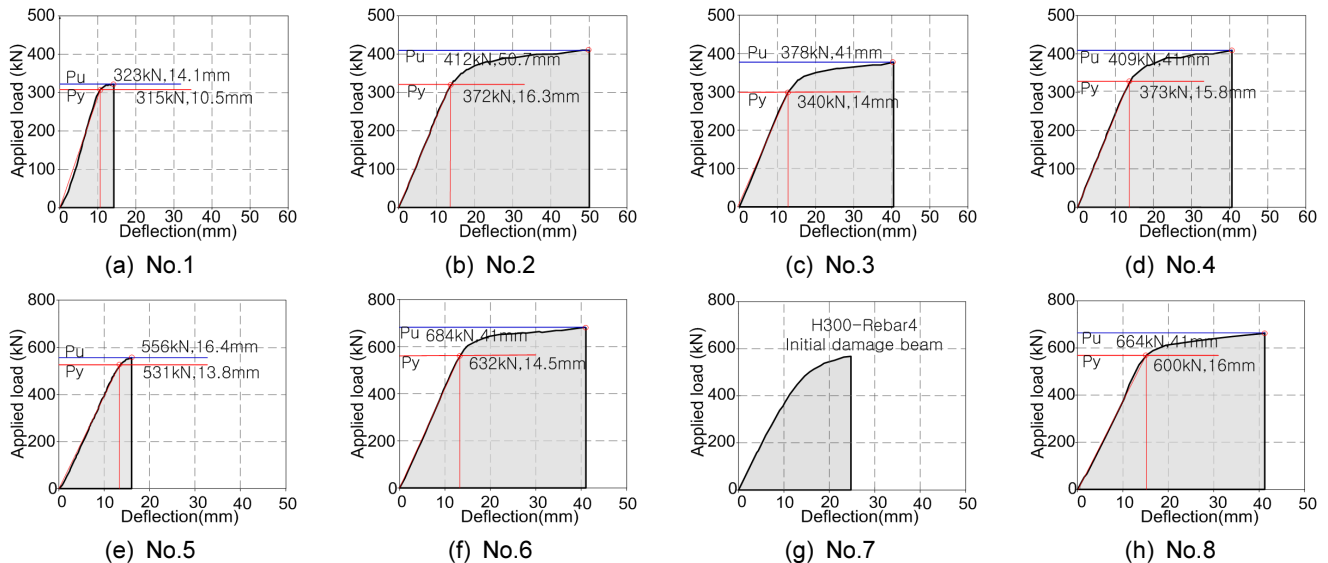 500
400
300
200
100
0
Applied load (kN)
Pu
323kN,14.1mm
Py
315kN,10.5mm
0 10 20 30 40 50 60
Deflection(mm)
(a) No.1
500
400
300
200
100
0
Applied load (kN)
Pu
412kN,50.7mm
Py
372kN,16.3mm
0 10 20 30 40 50 60
Deflection(mm)
(b) No.2
500
400
300
200
100
0
Applied load (kN)
Pu
378kN,41mm
Py
340kN,14mm
0 10 20 30 40 50 60
Deflection(mm)
(c) No.3
500
400
300
200
100
0
Applied load (kN)
Pu
409kN,41mm
Py
373kN,15.8mm
0 10 20 30 40 50 60
Deflection(mm)
(d) No.4
800
600
400
200
0
Applied load (kN)
Pu
556kN,16.4mm
Py
531kN,13.8mm
0 10 20 30 40 50
Deflection(mm)
(e) No.5
800
600
400
200
0
Applied load (kN)
Pu
684kN,41mm
Py
632kN,14.5mm
0 10 20 30 40 50
Deflection(mm)
(f) No.6
800
600
400
200
0
Applied load (kN)
H300-Rebar4
Initial damage beam
0 10 20 30 40 50
Deflection(mm)
(g) No.7
800
600
400
200
0
Applied load (kN)
Pu
664kN,41mm
Py
600kN,16mm
0 10 20 30 40 50
Deflection(mm)
(h) No.8